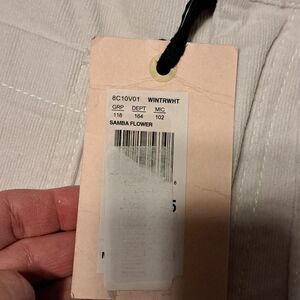 8C10V01 WINTRWHT
GRP DEPT MIC
118 164 102
SAMBA FLOWER